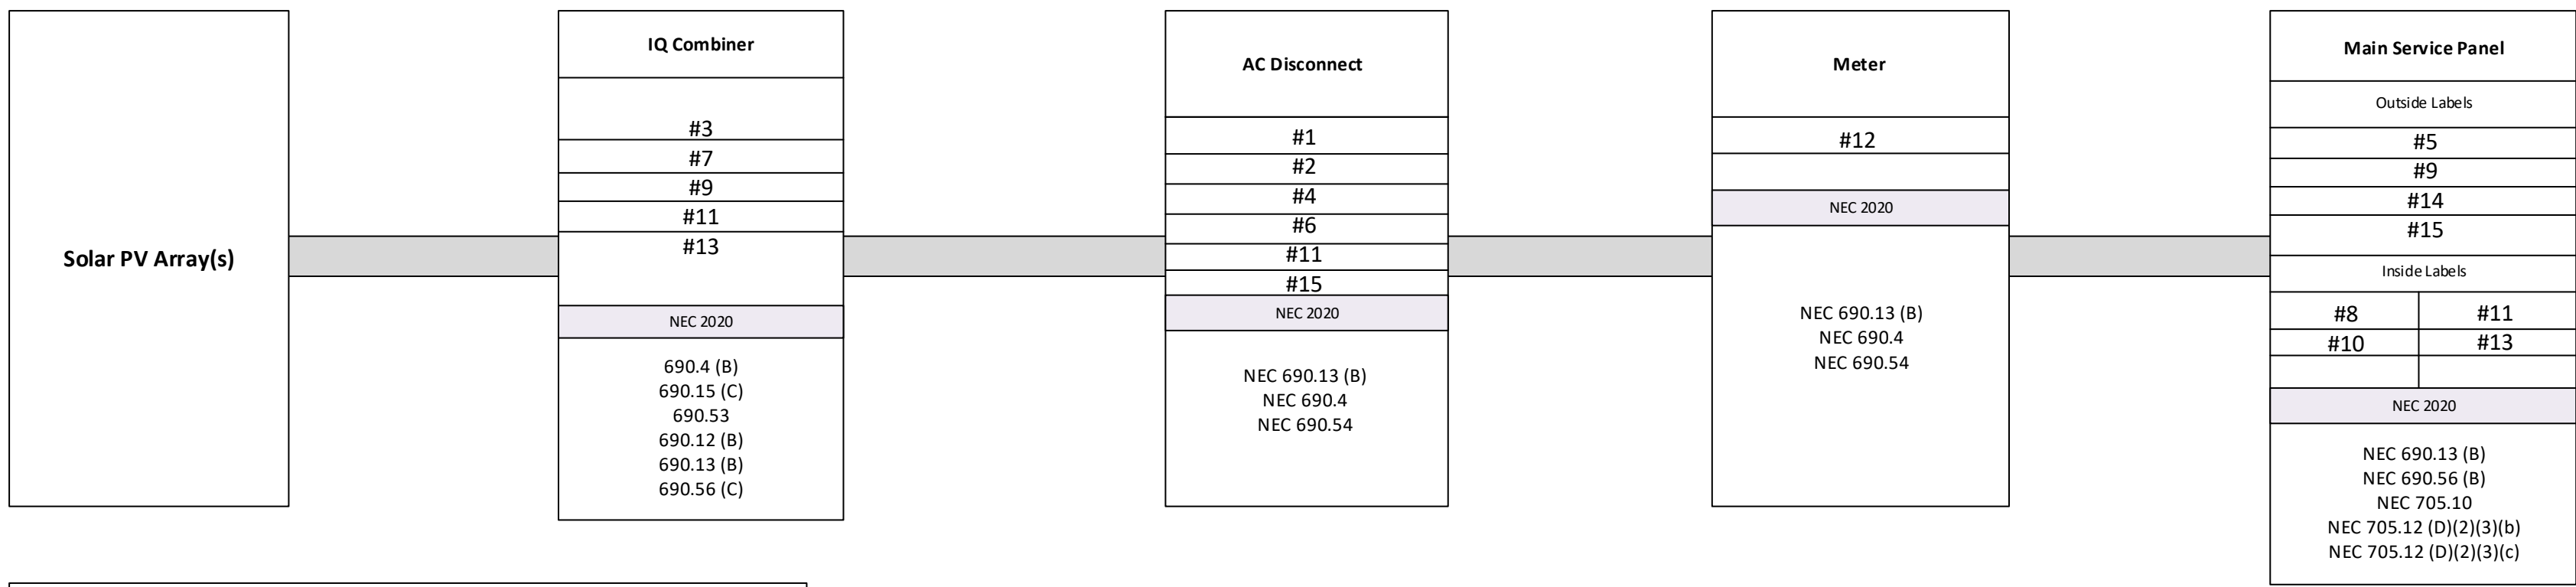 Solar PV Array(s)
IQ Combiner
#3
#7
#9
#11
#13
NEC 2020
690.4 (B)
690.15 (C)
690.53
690.12 (B)
690.13 (B)
690.56 (C)
AC Disconnect
#1
#2
#4
#6
#11
#15
NEC 2020
NEC 690.13 (B)
NEC 690.4
NEC 690.54
Meter
#12
NEC 2020
NEC 690.13 (B)
NEC 690.4
NEC 690.54
Main Service Panel
Outside Labels
#5
#9
#14
#15
Inside Labels
#8 #11
#10 #13
NEC 2020
NEC 690.13 (B)
NEC 690.56 (B)
NEC 705.10
NEC 705.12 (D)(2)(3)(b)
NEC 705.12 (D)(2)(3)(c)